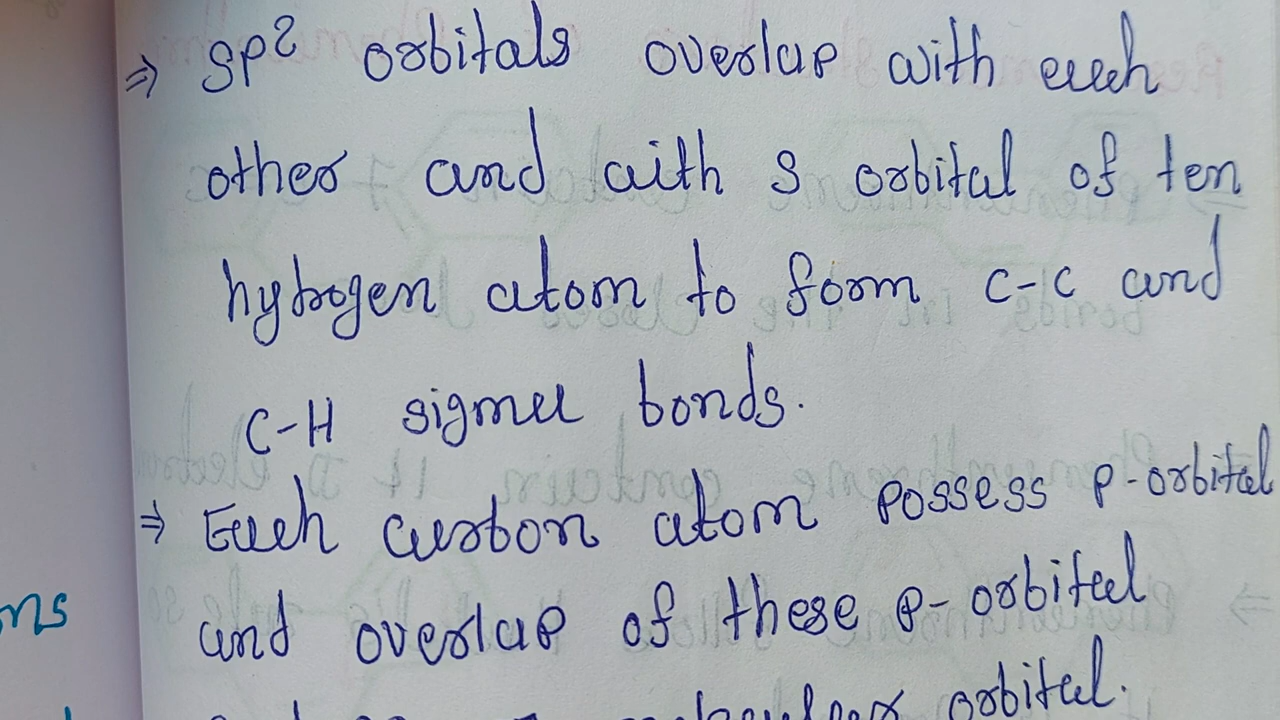 ⇒ sp² orbitals overlap with each
other and with s orbital of ten
hydrogen atom to form C-C and
C-H sigma bonds.
⇒ Each carbon atom possess p-orbital
and overlap of these p-orbital
orbital.
ons